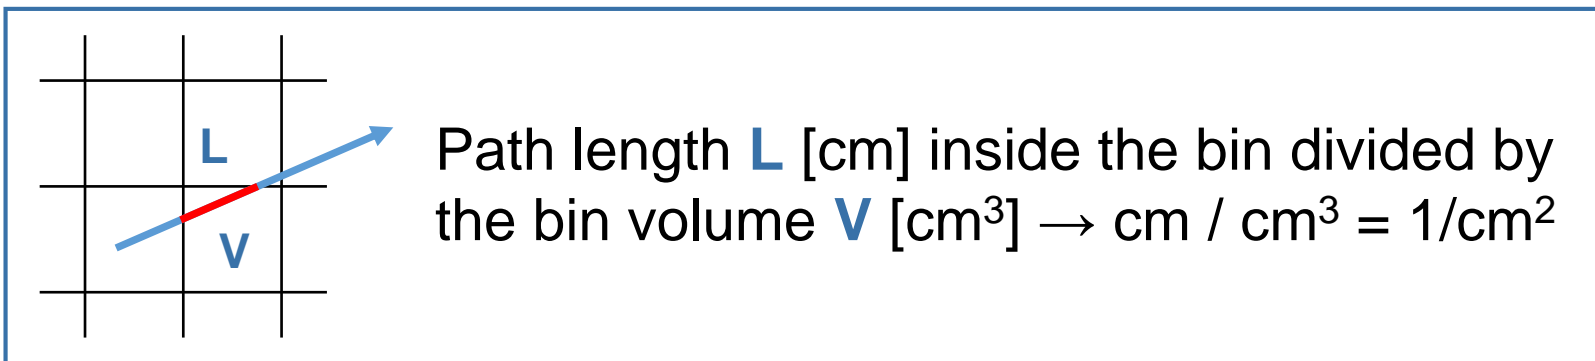 L
V
Path length L [cm] inside the bin divided by
the bin volume V [cm³] → cm / cm³ = 1/cm²